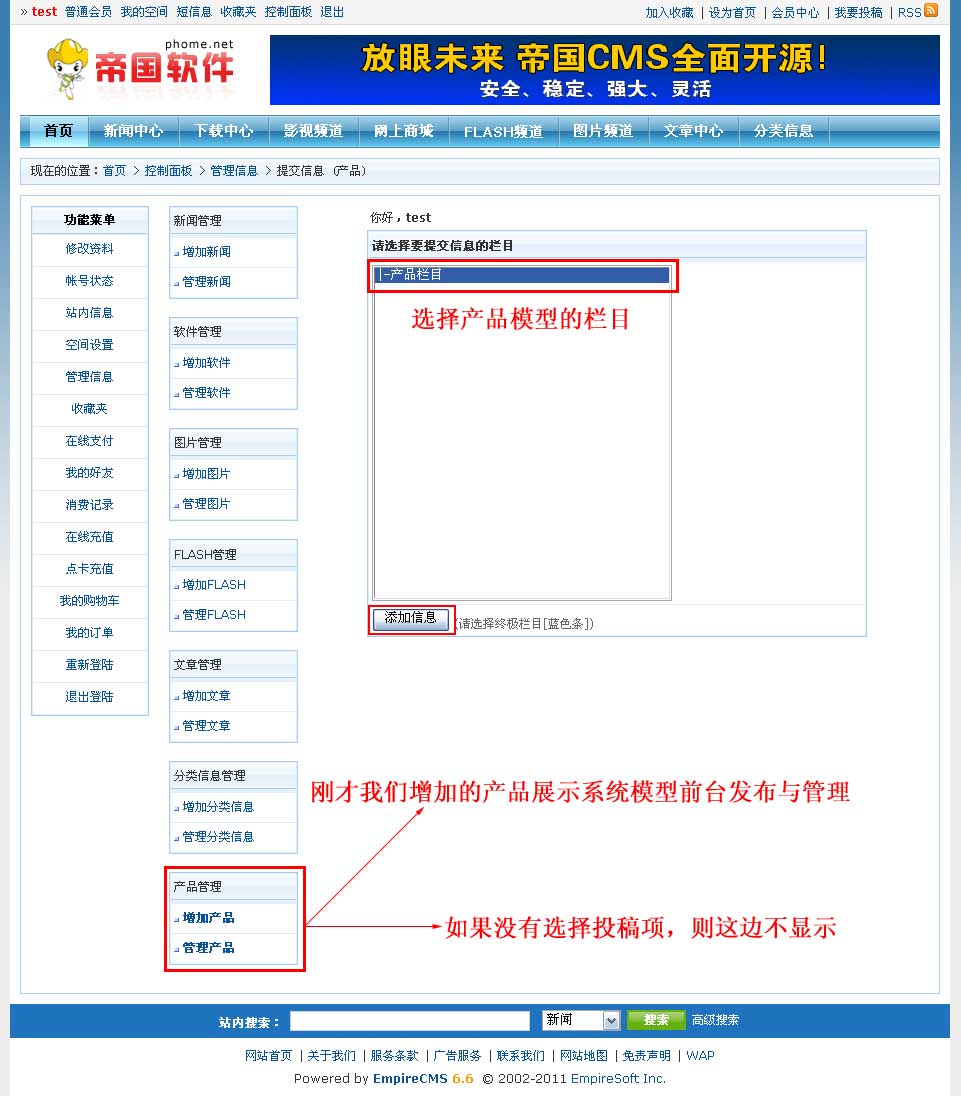 » test 普通会员 我的空间 短信息 收藏夹 控制面板 退出
加入收藏 | 设为首页 | 会员中心 | 我要投稿 | RSS
phome.net
帝国软件
放眼未来 帝国CMS全面开源!
安全、稳定、强大、灵活
首页 新闻中心 下载中心 影视频道 网上商城 FLASH频道 图片频道 文章中心 分类信息
现在的位置：首页 > 控制面板 > 管理信息 > 提交信息 (产品)
功能菜单
修改资料
帐号状态
站内信息
空间设置
管理信息
收藏夹
在线支付
我的好友
消费记录
在线充值
点卡充值
我的购物车
我的订单
重新登陆
退出登陆
新闻管理
增加新闻
管理新闻
软件管理
增加软件
管理软件
图片管理
增加图片
管理图片
FLASH管理
增加FLASH
管理FLASH
文章管理
增加文章
管理文章
分类信息管理
增加分类信息
管理分类信息
产品管理
增加产品
管理产品
你好，test
请选择要提交信息的栏目
|-产品栏目
选择产品模型的栏目
添加信息 (请选择终极栏目[蓝色条])
刚才我们增加的产品展示系统模型前台发布与管理
如果没有选择投稿项，则这边不显示
站内搜索： 新闻 搜索 高级搜索
网站首页 | 关于我们 | 服务条款 | 广告服务 | 联系我们 | 网站地图 | 免责声明 | WAP
Powered by EmpireCMS 6.6 © 2002-2011 EmpireSoft Inc.